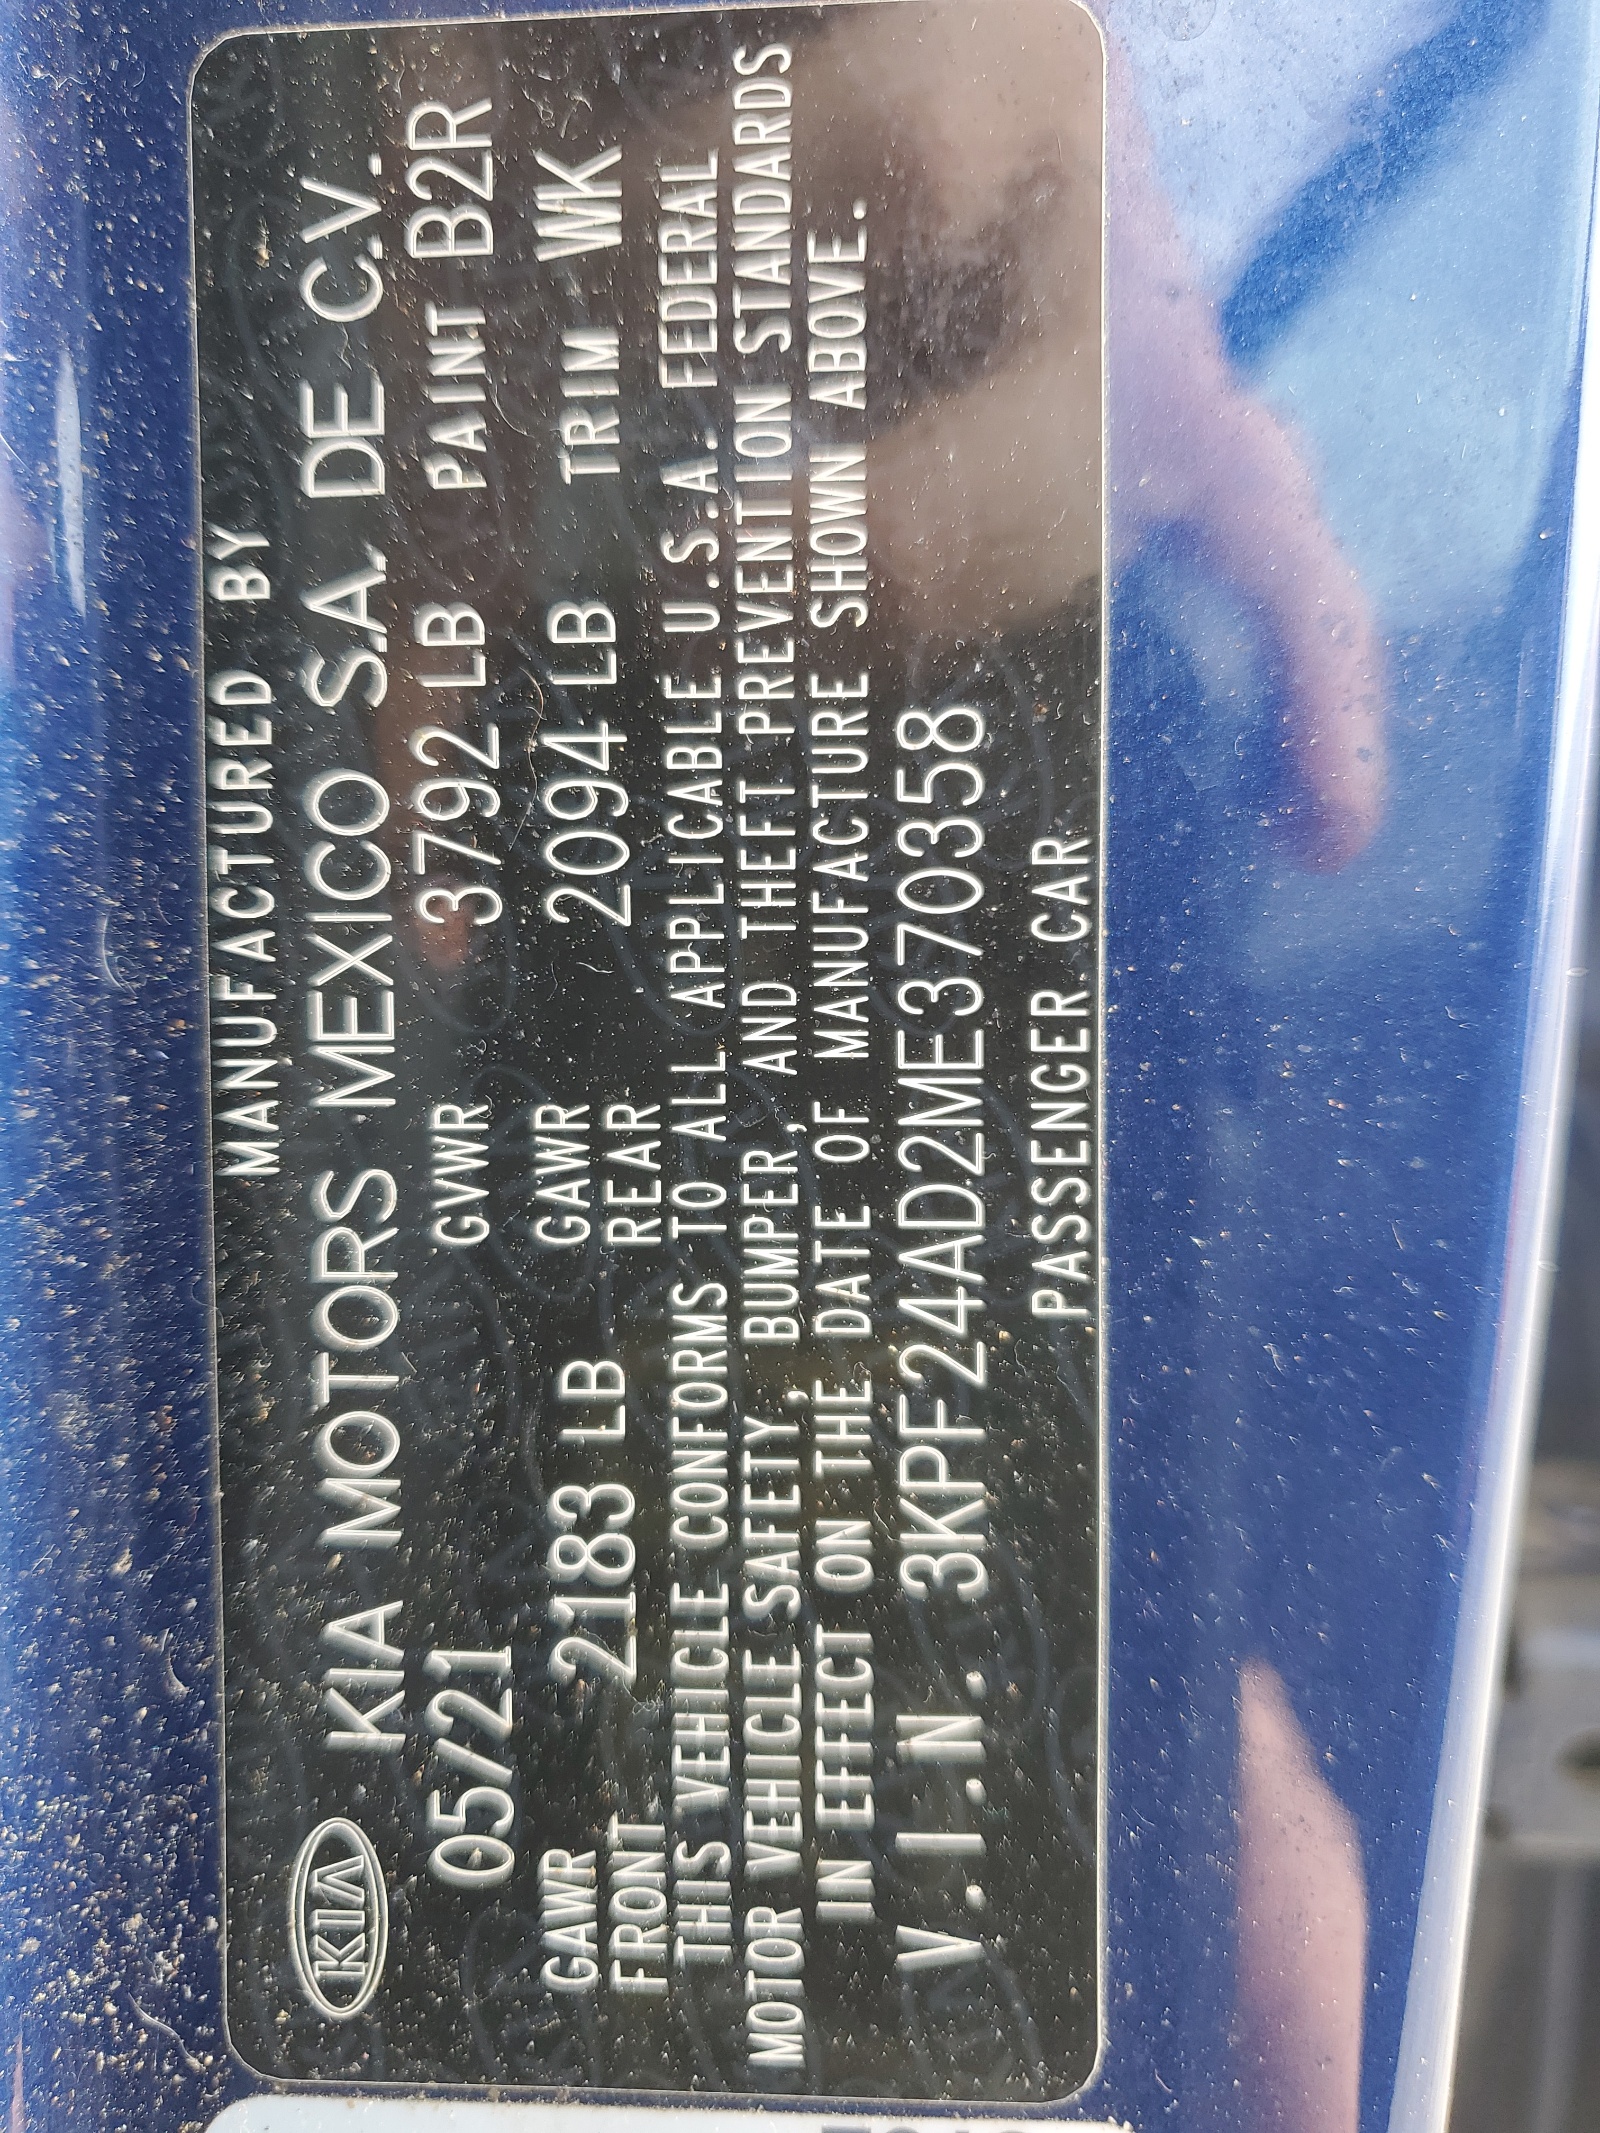 MANUFACTURED BY
KIA KIA MOTORS MEXICO S.A. DE C.V.
05/21 GVWR 3792 LB PAINT B2R
GAWR FRONT 2183 LB GAWR REAR 2094 LB TRIM WK
THIS VEHICLE CONFORMS TO ALL APPLICABLE U.S.A. FEDERAL
MOTOR VEHICLE SAFETY, BUMPER, AND THEFT PREVENTION STANDARDS
IN EFFECT ON THE DATE OF MANUFACTURE SHOWN ABOVE.
V.I.N. 3KPF24AD2ME370358
PASSENGER CAR